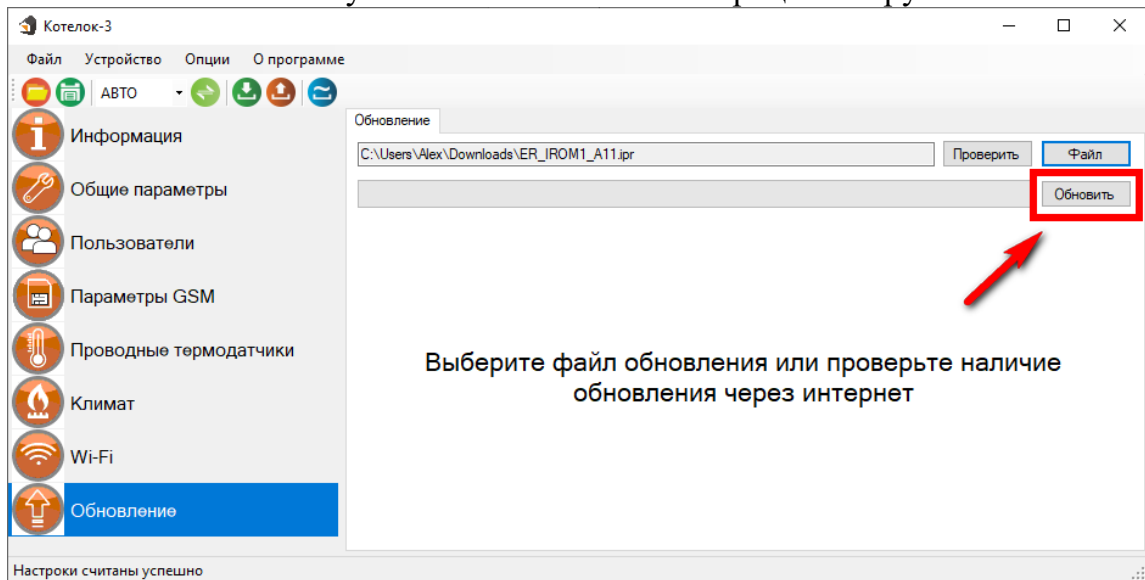 Котелок-3
Файл Устройство Опции О программе
АВТО
Информация
Общие параметры
Пользователи
Параметры GSM
Проводные термодатчики
Климат
Wi-Fi
Обновление
Обновление
C:\Users\Alex\Downloads\ER_IROM1_A11.ipr
Проверить
Файл
Обновить
Выберите файл обновления или проверьте наличие
обновления через интернет
Настроки считаны успешно